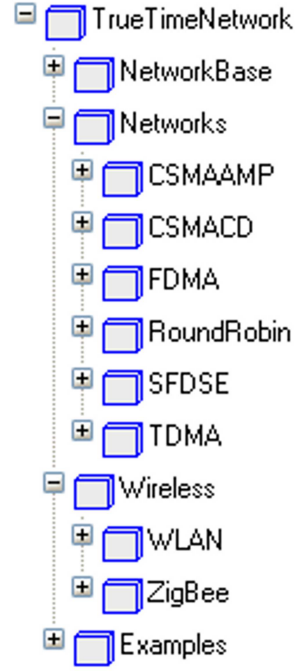 TrueTimeNetwork
NetworkBase
Networks
CSMAAMP
CSMACD
FDMA
RoundRobin
SFDSE
TDMA
Wireless
WLAN
ZigBee
Examples